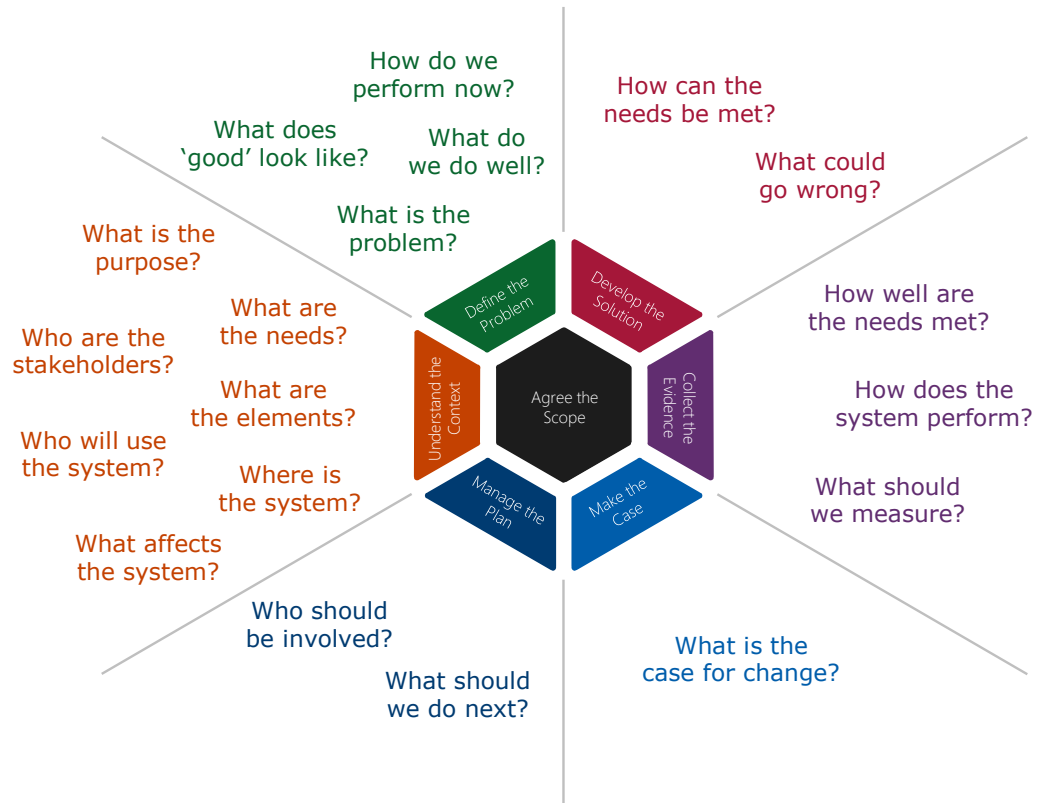 How do we
perform now?
What does
‘good’ look like?
What do
we do well?
What is the
problem?
How can the
needs be met?
What could
go wrong?
What is the
purpose?
What are
the needs?
Who are the
stakeholders?
What are
the elements?
Who will use
the system?
Where is
the system?
What affects
the system?
Define the
Problem
Develop the
Solution
Understand the
Context
Agree the
Scope
Collect the
Evidence
Manage the
Plan
Make the
Case
How well are
the needs met?
How does the
system perform?
What should
we measure?
Who should
be involved?
What should
we do next?
What is the
case for change?